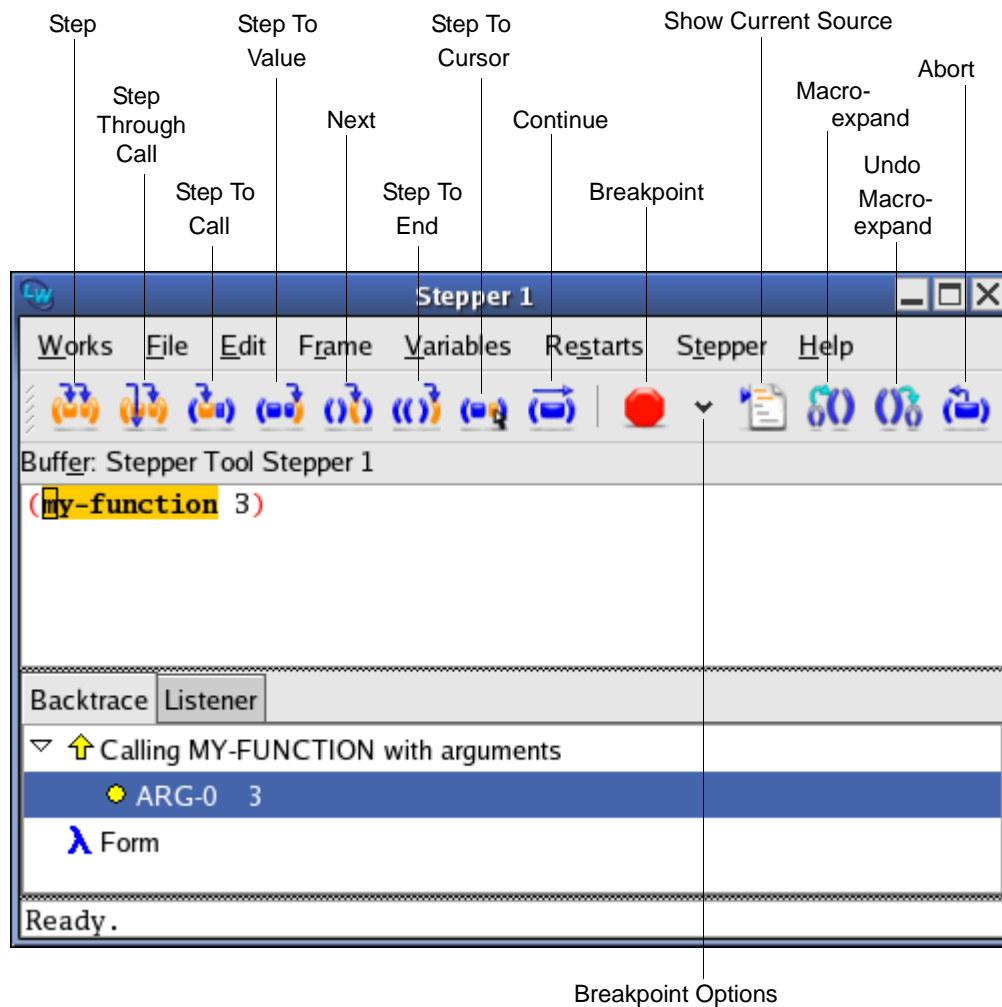 Step
Step To
Value
Step To
Cursor
Show Current Source
Abort
Step
Through
Call
Next
Continue
Macro-
expand
Step To
Call
Step To
End
Breakpoint
Undo
Macro-
expand
LW
Stepper 1
Works File Edit Frame Variables Restarts Stepper Help
Buffer: Stepper Tool Stepper 1
(my-function 3)
Backtrace Listener
Calling MY-FUNCTION with arguments
ARG-0 3
λ Form
Ready.
Breakpoint Options